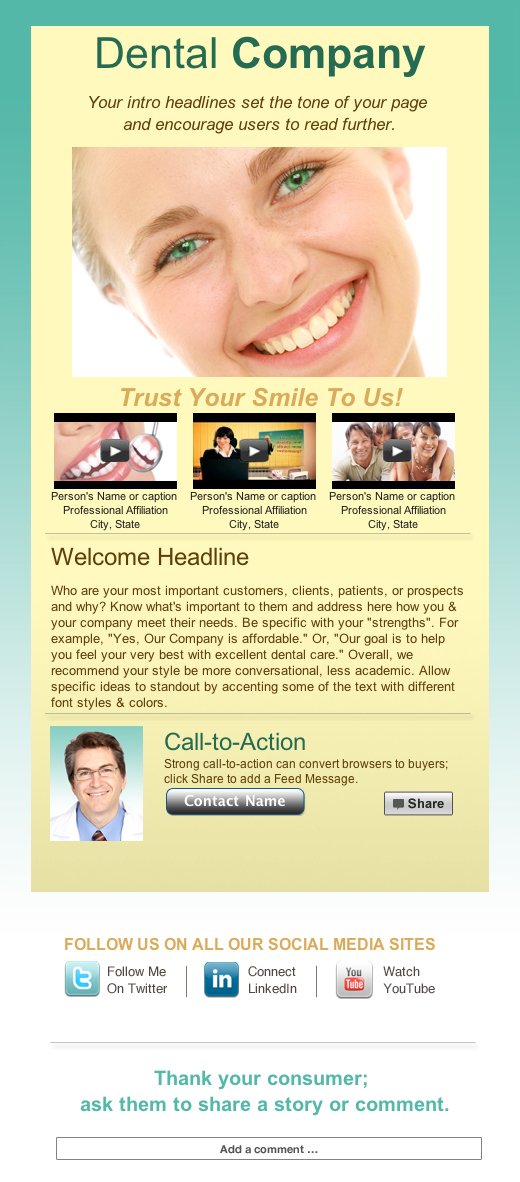 Dental Company
Your intro headlines set the tone of your page
and encourage users to read further.
Trust Your Smile To Us!
Person's Name or caption
Professional Affiliation
City, State
Person's Name or caption
Professional Affiliation
City, State
Person's Name or caption
Professional Affiliation
City, State
Welcome Headline
Who are your most important customers, clients, patients, or prospects
and why? Know what's important to them and address here how you &
your company meet their needs. Be specific with your "strengths". For
example, "Yes, Our Company is affordable." Or, "Our goal is to help
you feel your very best with excellent dental care." Overall, we
recommend your style be more conversational, less academic. Allow
specific ideas to standout by accenting some of the text with different
font styles & colors.
Call-to-Action
Strong call-to-action can convert browsers to buyers;
click Share to add a Feed Message.
Contact Name
Share
FOLLOW US ON ALL OUR SOCIAL MEDIA SITES
Follow Me
On Twitter
in
Connect
LinkedIn
You
Tube
Watch
YouTube
Thank your consumer;
ask them to share a story or comment.
Add a comment ...